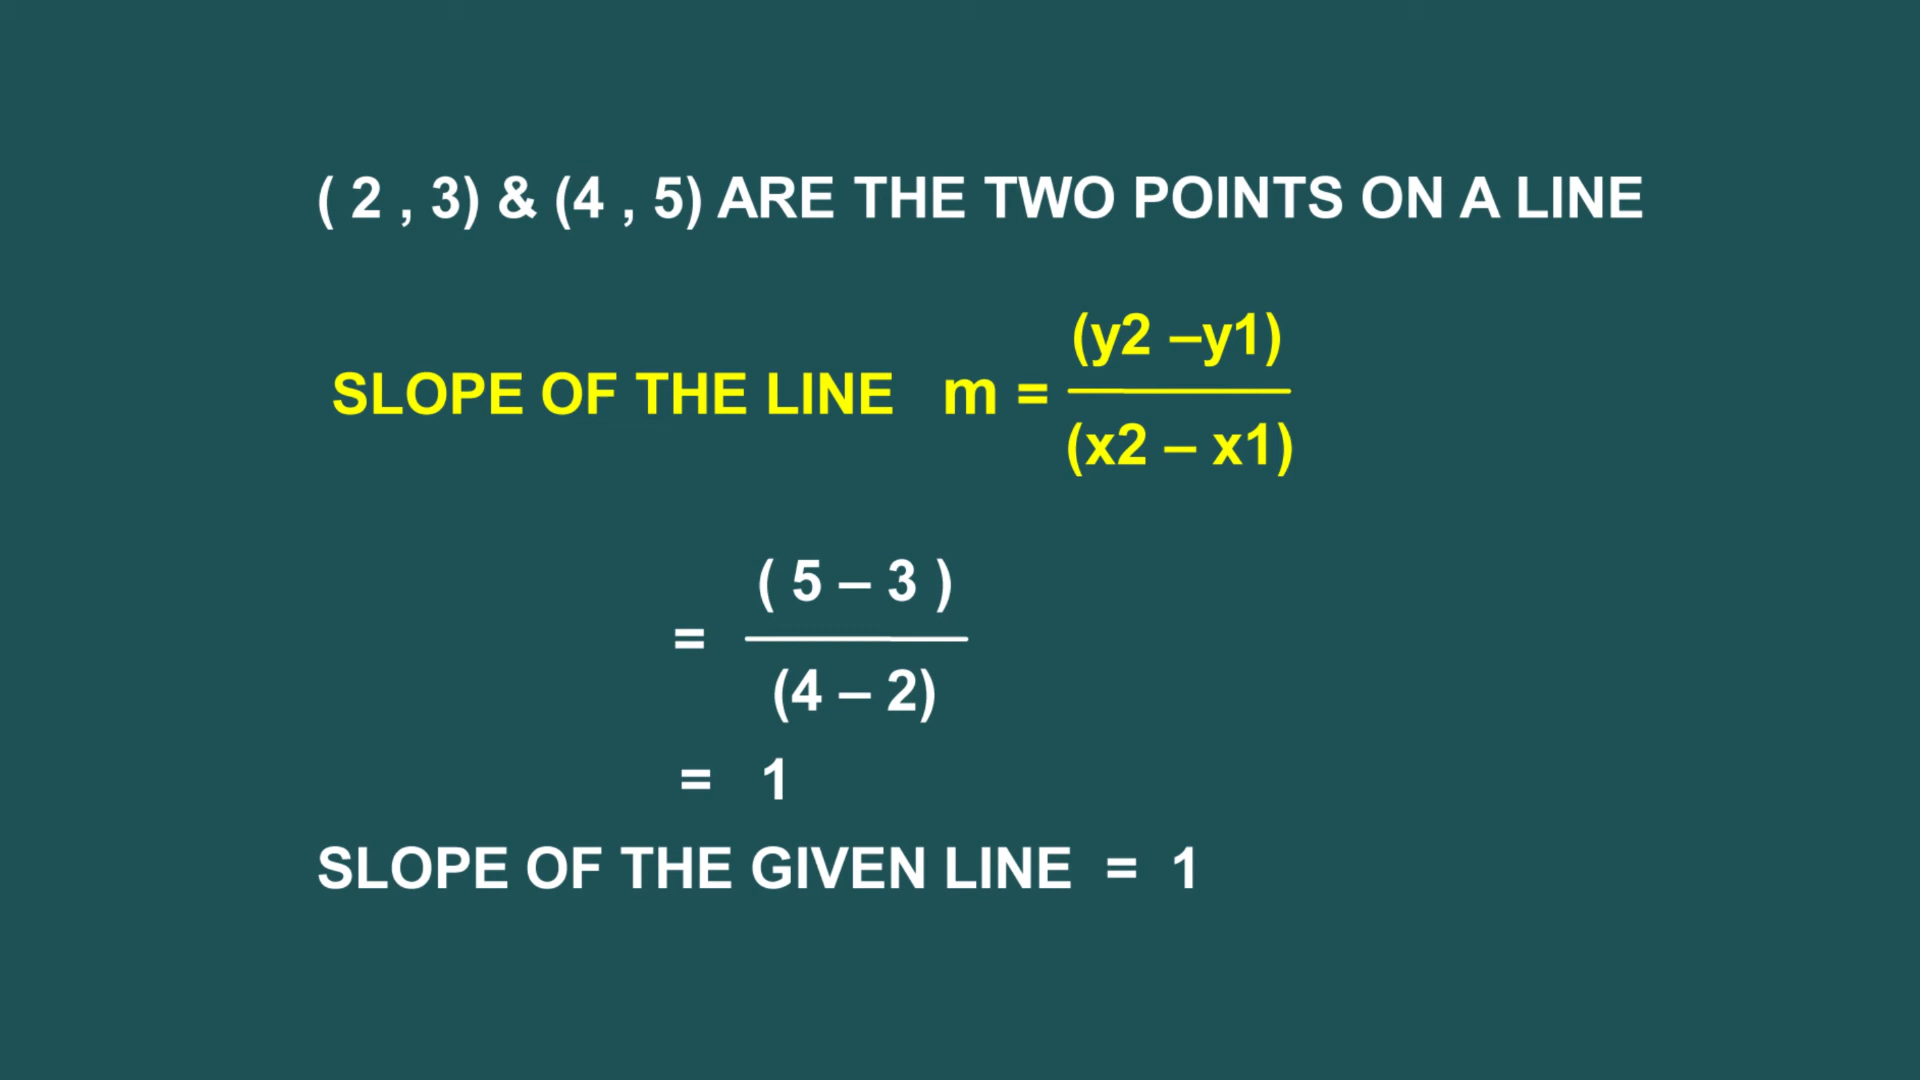 ( 2 , 3) & (4 , 5) ARE THE TWO POINTS ON A LINE
(y2 –y1)
SLOPE OF THE LINE m =
(x2 – x1)
( 5 – 3 )
=
(4 – 2)
= 1
SLOPE OF THE GIVEN LINE = 1